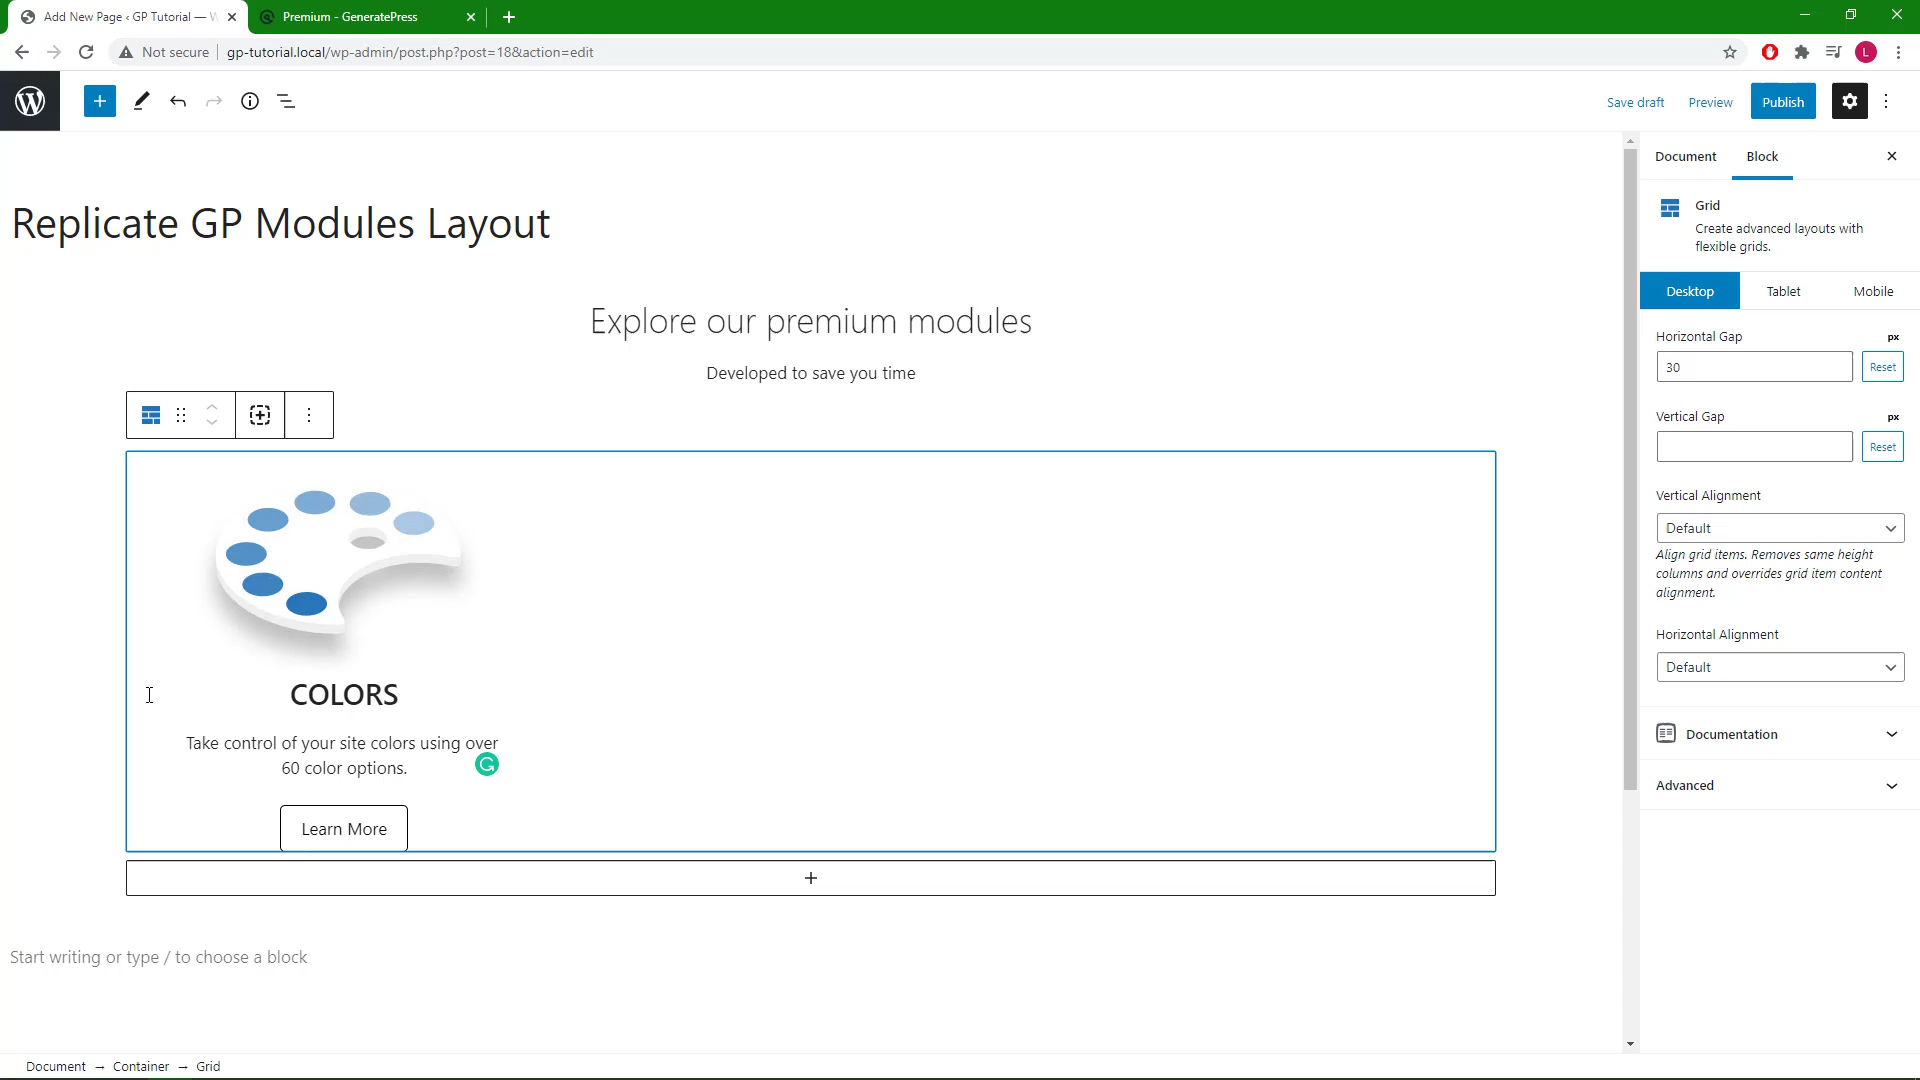 Add New Page ‹ GP Tutorial — W
Premium - GeneratePress
Not secure
gp-tutorial.local/wp-admin/post.php?post=18&action=edit
L
Save draft
Preview
Publish
Document
Block
Replicate GP Modules Layout
Grid
Create advanced layouts with
flexible grids.
Desktop
Tablet
Mobile
Explore our premium modules
Developed to save you time
Horizontal Gap
px
30
Reset
Vertical Gap
px
Reset
Vertical Alignment
Default
Align grid items. Removes same height
columns and overrides grid item content
alignment.
Horizontal Alignment
Default
COLORS
Take control of your site colors using over
60 color options.
Learn More
Documentation
Advanced
Start writing or type / to choose a block
Document → Container → Grid